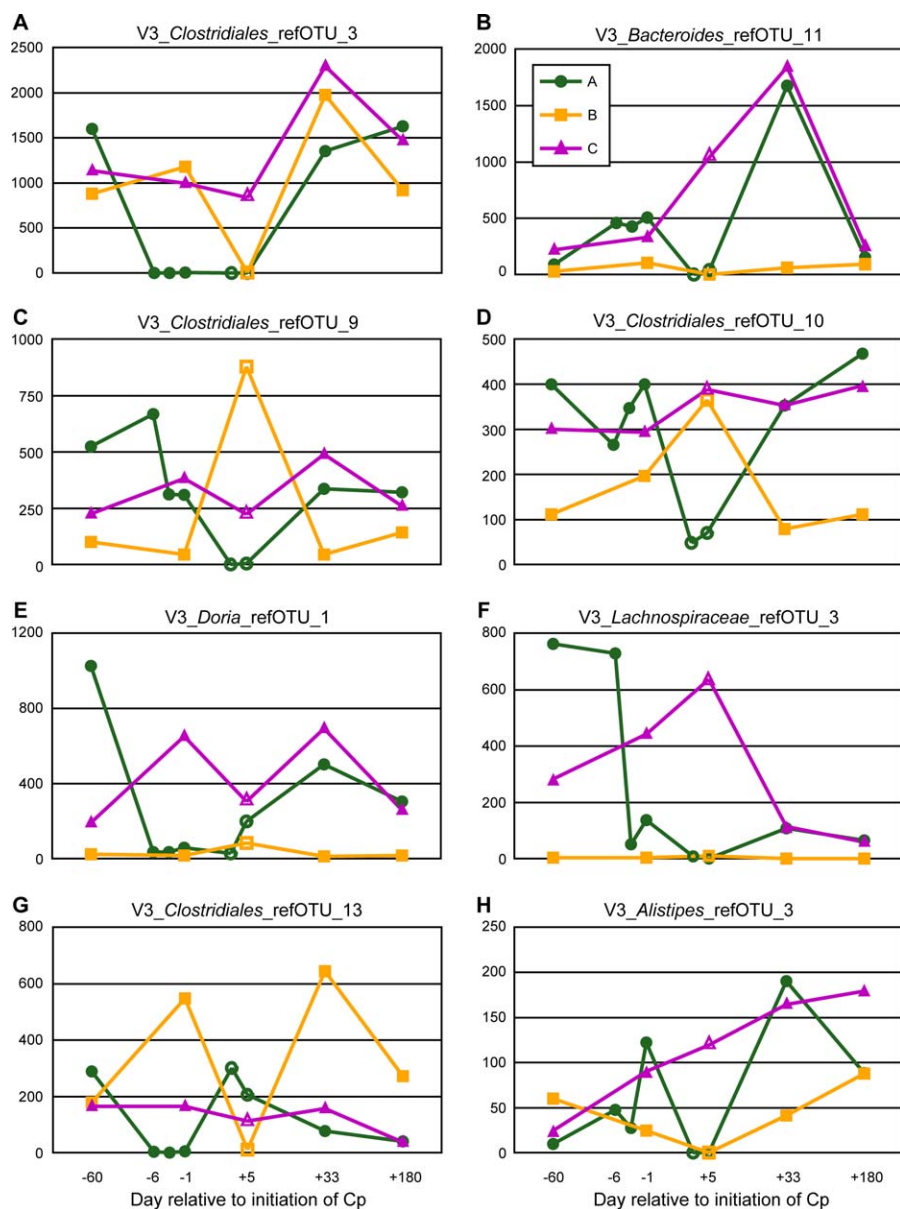 A
V3_Clostridiales_refOTU_3
2500
2000
1500
1000
500
0
B
V3_Bacteroides_refOTU_11
2000
1500
1000
500
0
A
B
C
C
V3_Clostridiales_refOTU_9
1000
750
500
250
0
D
V3_Clostridiales_refOTU_10
500
400
300
200
100
0
E
V3_Doria_refOTU_1
1200
800
400
0
F
V3_Lachnospiraceae_refOTU_3
800
600
400
200
0
G
V3_Clostridiales_refOTU_13
800
600
400
200
0
-60 -6 -1 +5 +33 +180
Day relative to initiation of Cp
H
V3_Alistipes_refOTU_3
250
200
150
100
50
0
-60 -6 -1 +5 +33 +180
Day relative to initiation of Cp